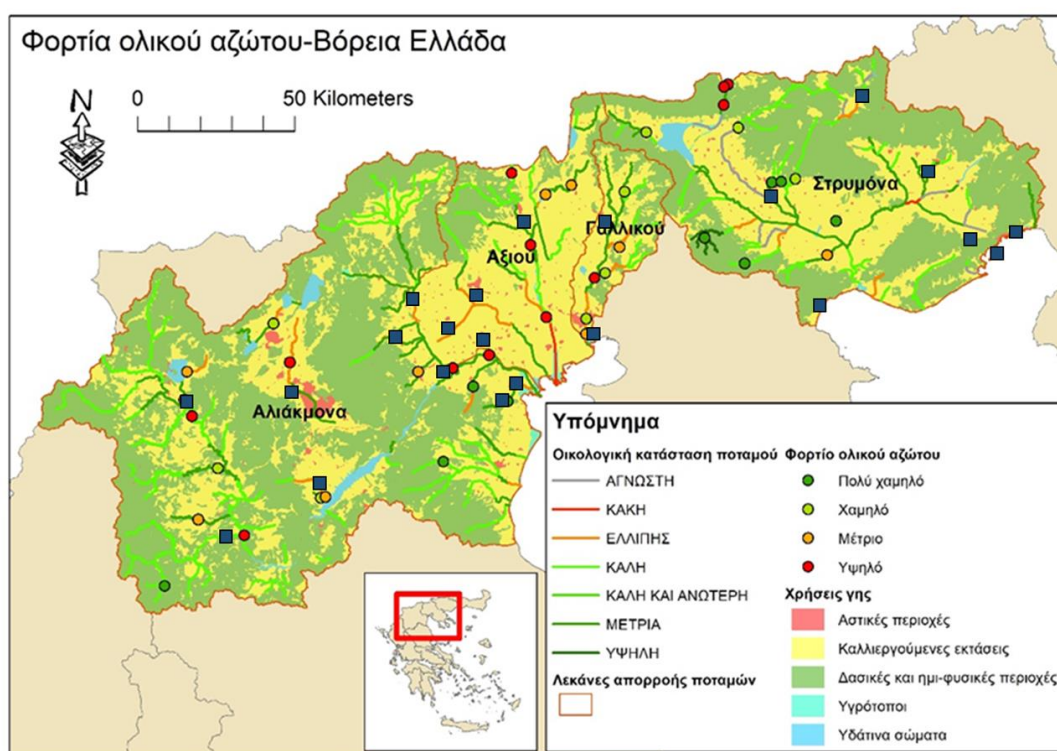 Φορτία ολικού αζώτου-Βόρεια Ελλάδα
N
0 50 Kilometers
Στρυμόνα
Γαλλικού
Αξιού
Αλιάκμονα
Υπόμνημα
Οικολογική κατάσταση ποταμού
ΑΓΝΩΣΤΗ
ΚΑΚΗ
ΕΛΛΙΠΗΣ
ΚΑΛΗ
ΚΑΛΗ ΚΑΙ ΑΝΩΤΕΡΗ
ΜΕΤΡΙΑ
ΥΨΗΛΗ
Λεκάνες απορροής ποταμών
Φορτίο ολικού αζώτου
Πολύ χαμηλό
Χαμηλό
Μέτριο
Υψηλό
Χρήσεις γης
Αστικές περιοχές
Καλλιεργούμενες εκτάσεις
Δασικές και ημι-φυσικές περιοχές
Υγρότοποι
Υδάτινα σώματα